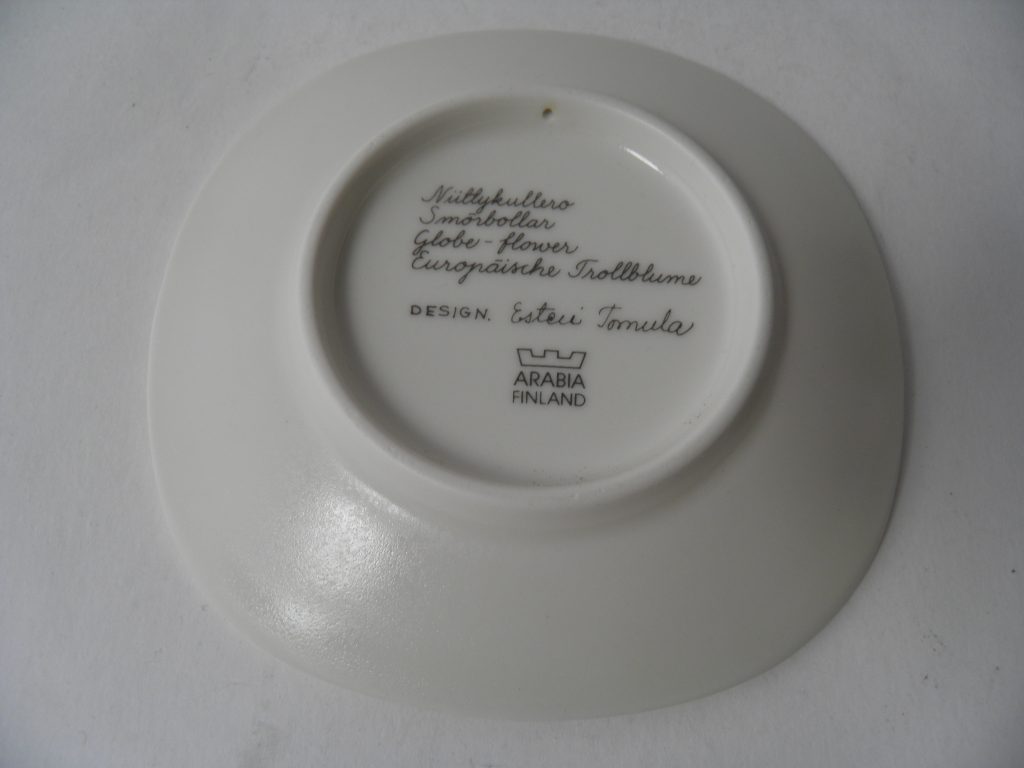 Niittykullero
Smörbollar
Globe-flower
Europäische Trollblume
DESIGN. Esteri Tomula
ARABIA
FINLAND